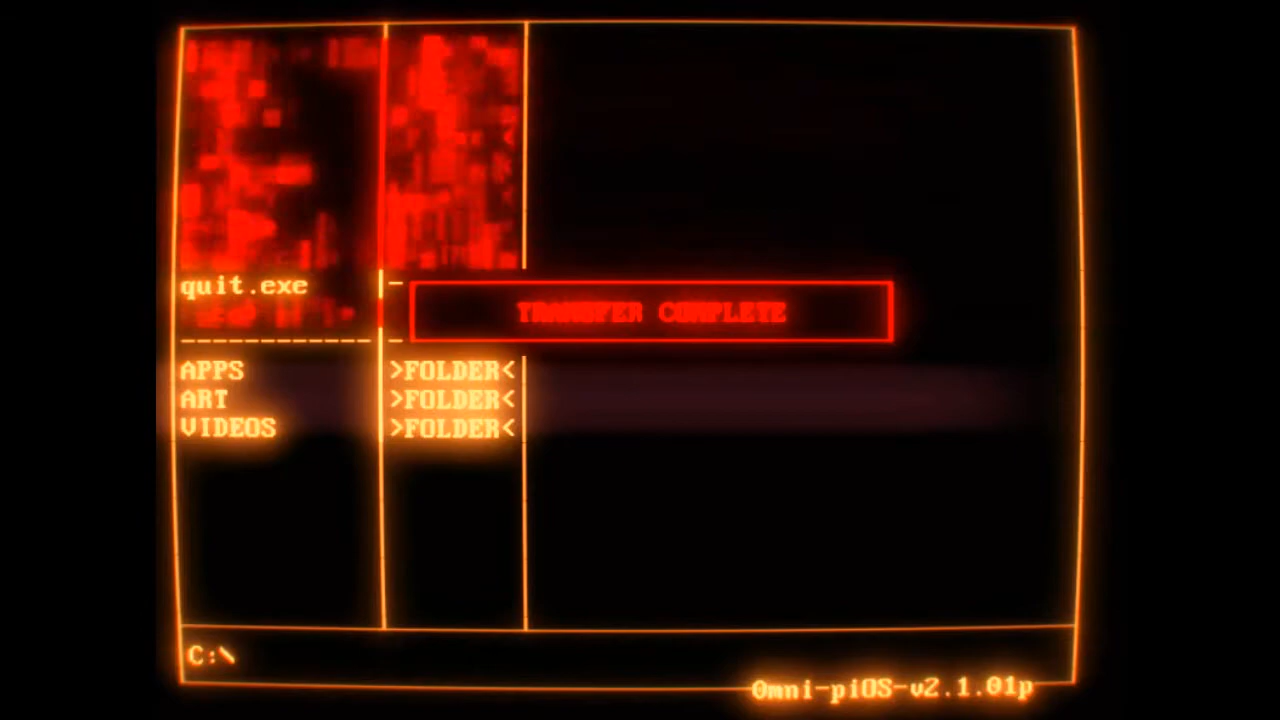 quit.exe
TRANSFER COMPLETE
APPS >FOLDER<
ART >FOLDER<
VIDEOS >FOLDER<
C:\
Omni-piOS-v2.1.01p